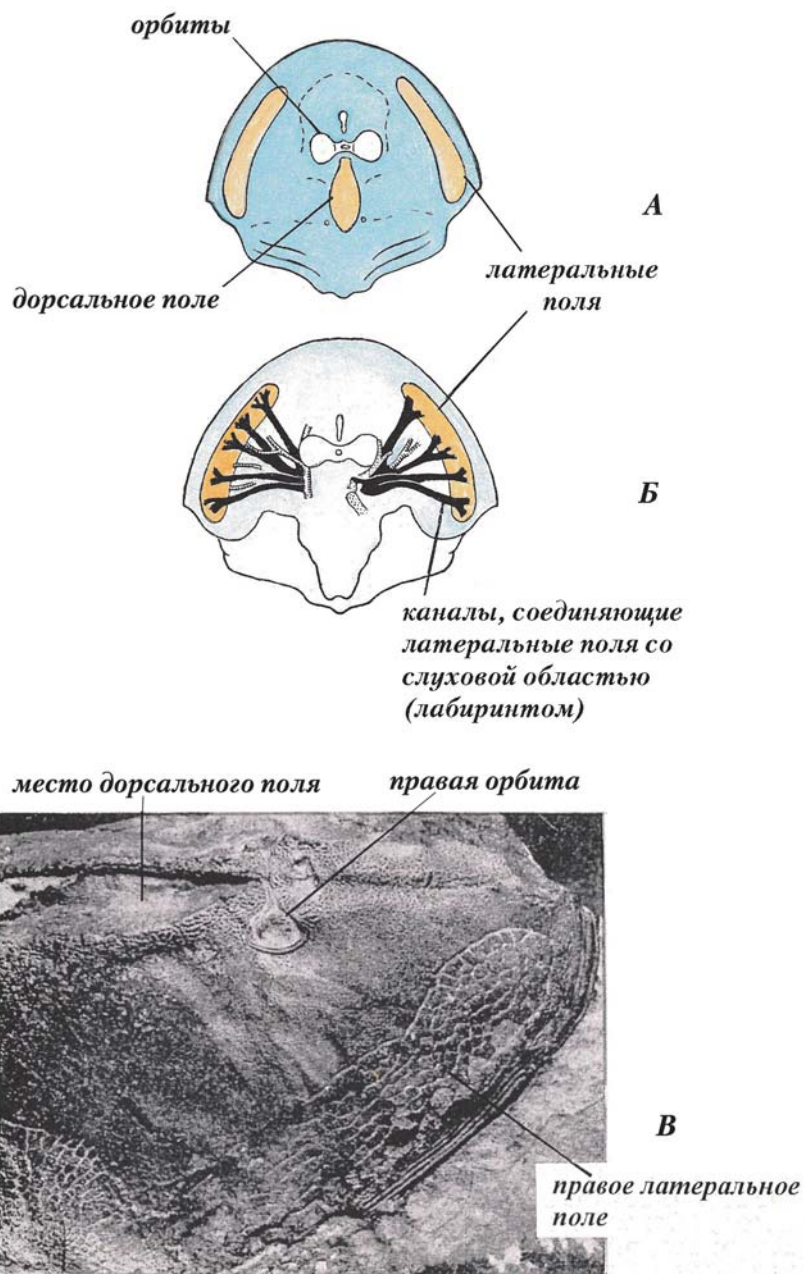 орбиты
А
латеральные
поля
дорсальное поле
Б
каналы, соединяющие
латеральные поля со
слуховой областью
(лабиринтом)
место дорсального поля
правая орбита
В
правое латеральное
поле